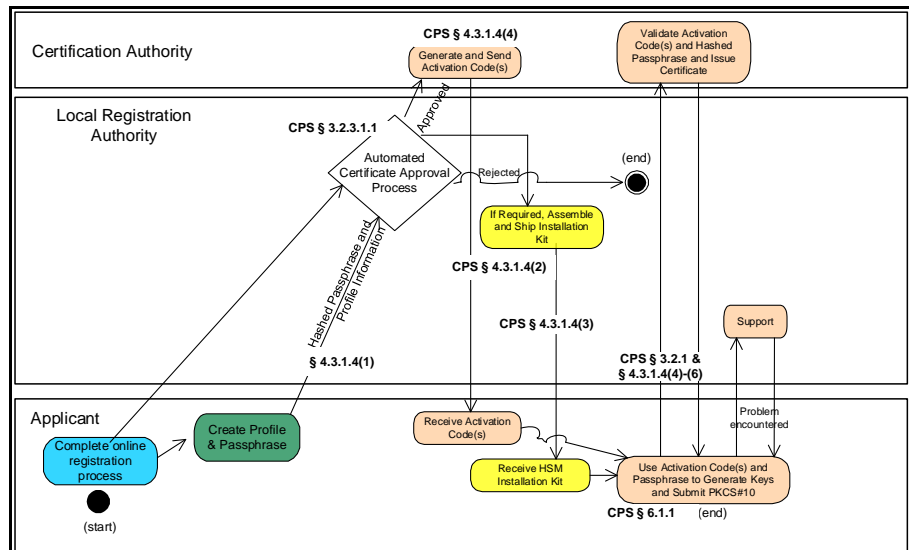 Certification Authority
CPS § 4.3.1.4(4)
Generate and Send
Activation Code(s)
Validate Activation
Code(s) and Hashed
Passphrase and Issue
Certificate
Local Registration
Authority
CPS § 3.2.3.1.1
Approved
Automated
Certificate Approval
Process
Rejected
(end)
If Required, Assemble
and Ship Installation
Kit
Hashed Passphrase and
Profile Information
CPS § 4.3.1.4(2)
CPS § 4.3.1.4(3)
Support
§ 4.3.1.4(1)
CPS § 3.2.1 &
§ 4.3.1.4(4)-(6)
Applicant
Complete online
registration
process
(start)
Create Profile
& Passphrase
Receive Activation
Code(s)
Problem
encountered
Receive HSM
Installation Kit
Use Activation Code(s) and
Passphrase to Generate Keys
and Submit PKCS#10
CPS § 6.1.1
(end)